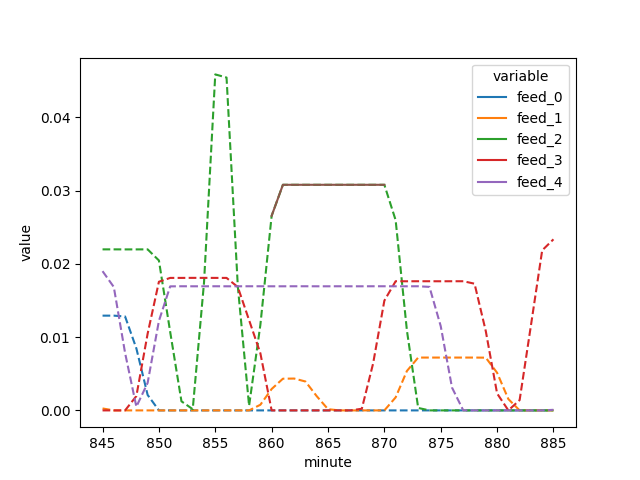 variable
feed_0
feed_1
feed_2
feed_3
feed_4
value
0.04
0.03
0.02
0.01
0.00
845 850 855 860 865 870 875 880 885
minute